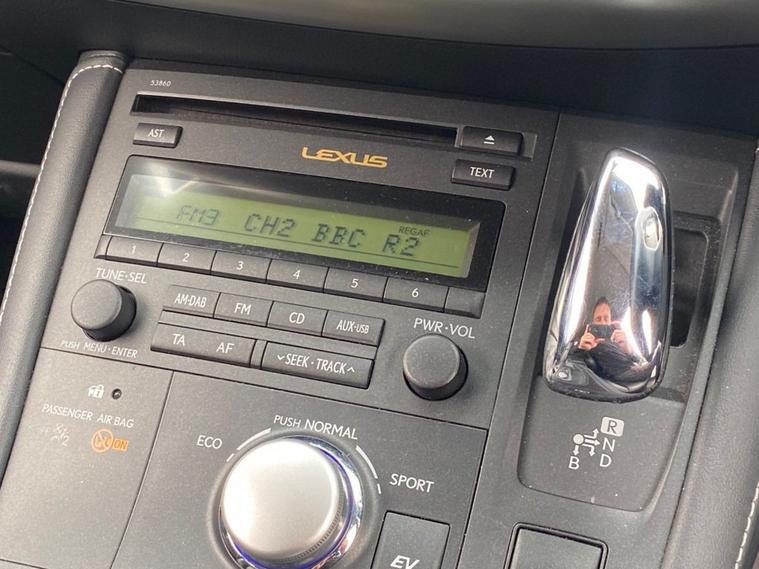 53860
AST
LEXUS
TEXT
FM3 CH2 BBC R2
REGAF
1 2 3 4 5 6
TUNE·SEL
AM·DAB FM CD AUX·USB
PWR·VOL
PUSH MENU·ENTER
TA AF
SEEK·TRACK
PASSENGER AIR BAG
ON
PUSH NORMAL
ECO
SPORT
EV
R
N
B D